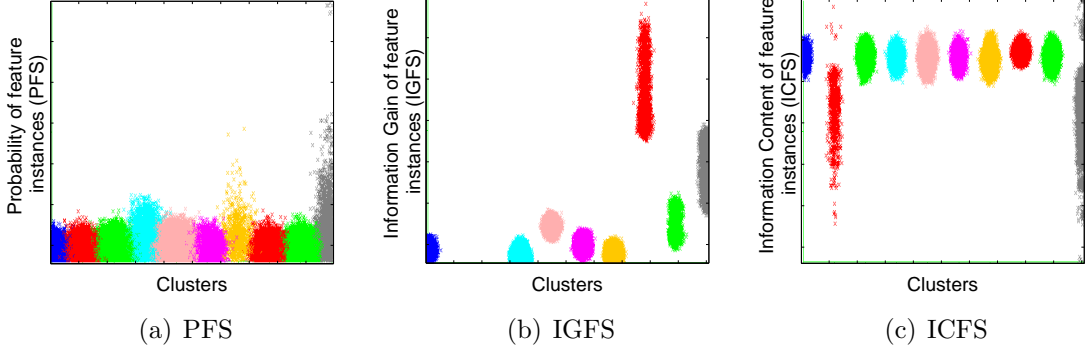 Probability of feature
instances (PFS)
Clusters
(a) PFS
Information Gain of feature
instances (IGFS)
Clusters
(b) IGFS
Information Content of feature
instances (ICFS)
Clusters
(c) ICFS